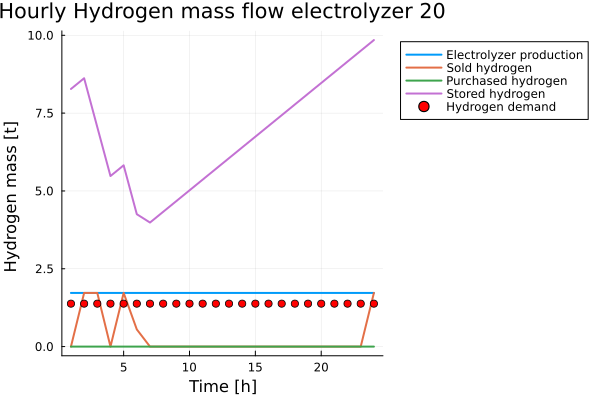 Hourly Hydrogen mass flow electrolyzer 20
Hydrogen mass [t]
10.0
7.5
5.0
2.5
0.0
5
10
15
20
Time [h]
Electrolyzer production
Sold hydrogen
Purchased hydrogen
Stored hydrogen
Hydrogen demand